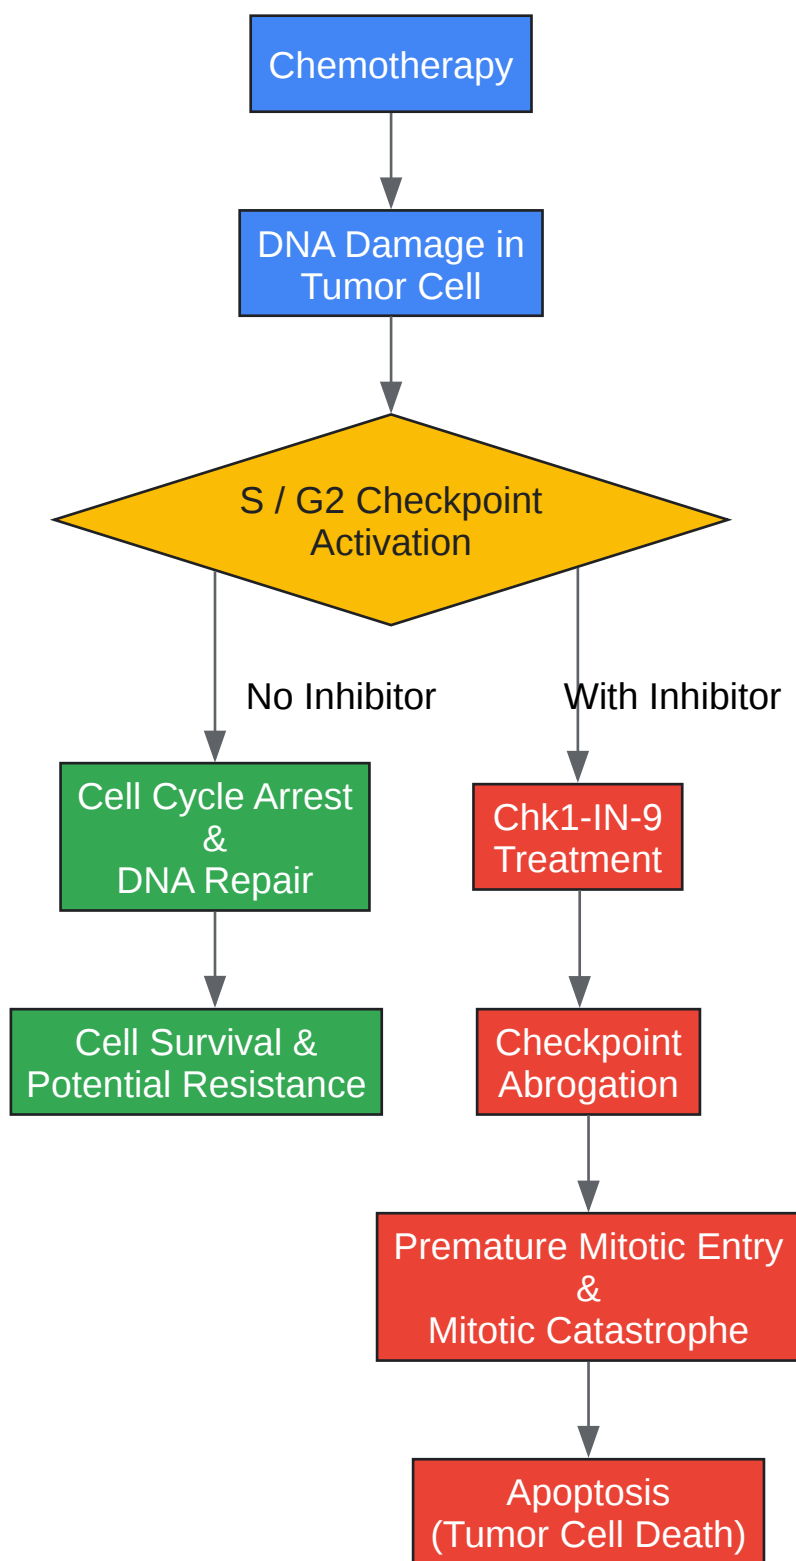 Chemotherapy
DNA Damage in
Tumor Cell
S / G2 Checkpoint
Activation
No Inhibitor
With Inhibitor
Cell Cycle Arrest
&
DNA Repair
Chk1-IN-9
Treatment
Cell Survival &
Potential Resistance
Checkpoint
Abrogation
Premature Mitotic Entry
&
Mitotic Catastrophe
Apoptosis
(Tumor Cell Death)